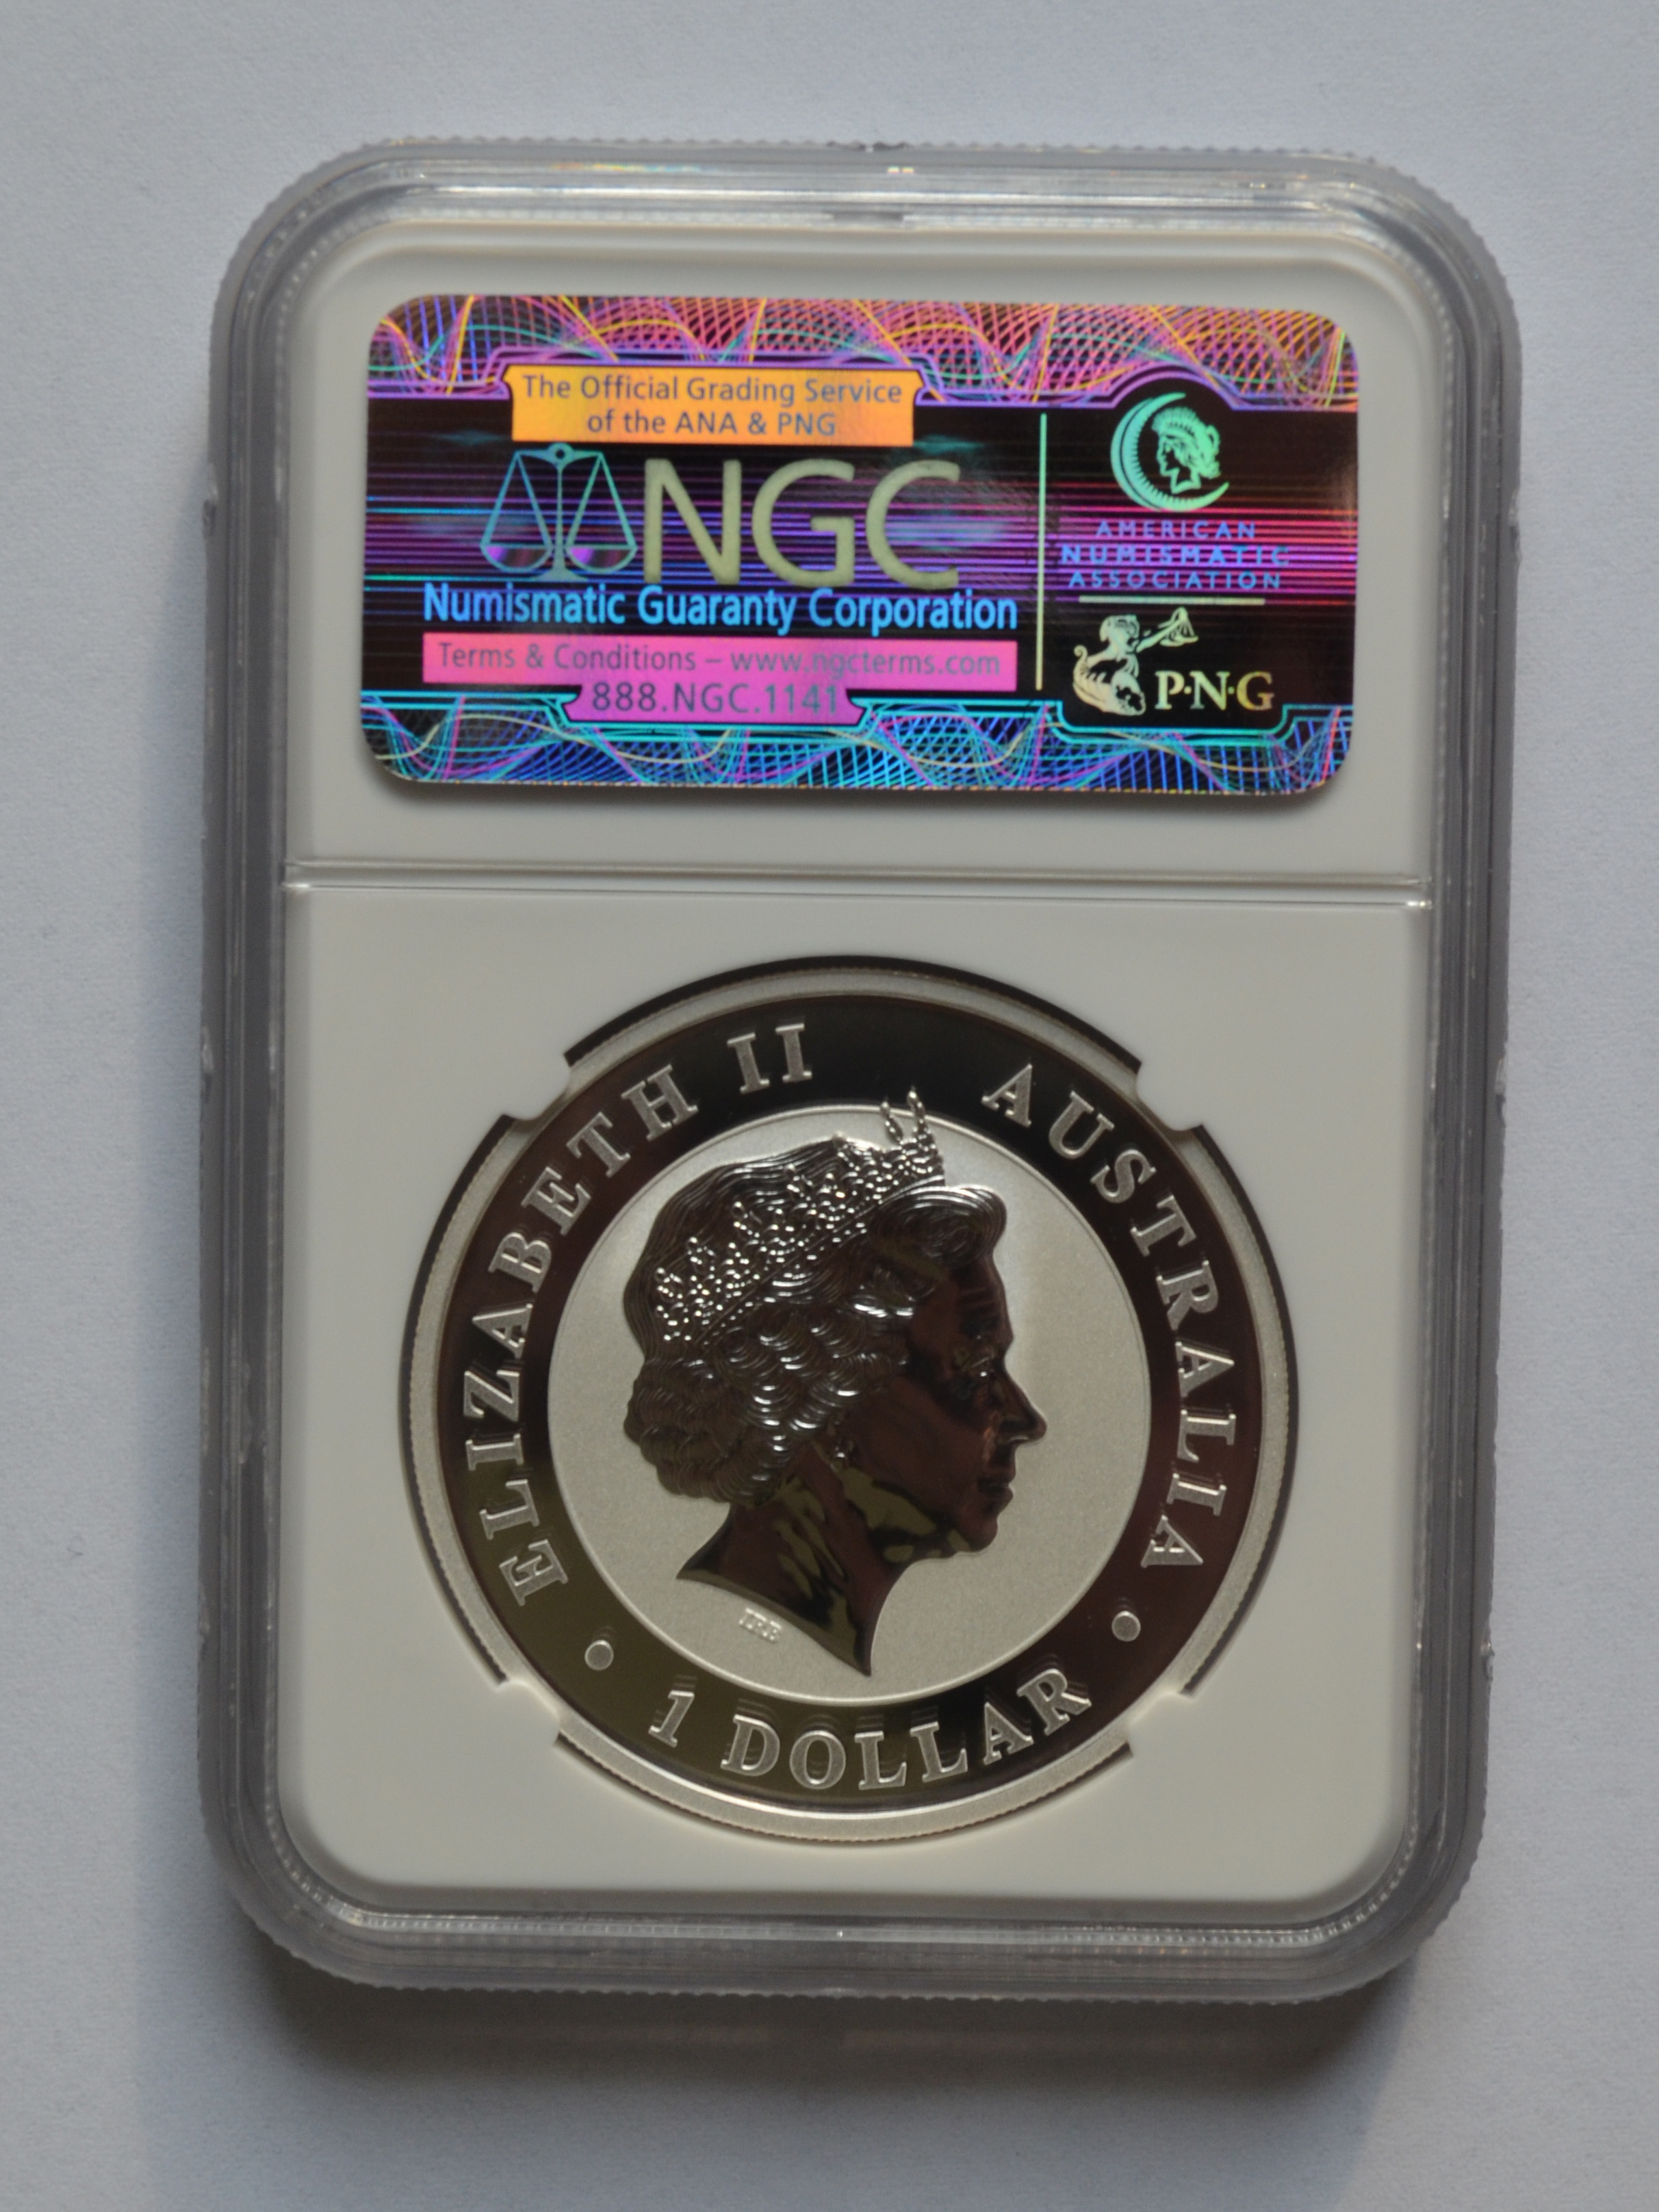 The Official Grading Service
of the ANA & PNG
NGC
Numismatic Guaranty Corporation
Terms & Conditions – www.ngcterms.com
888.NGC.1141
AMERICAN
NUMISMATIC
ASSOCIATION
P·N·G
ELIZABETH II AUSTRALIA
IRB
• 1 DOLLAR •